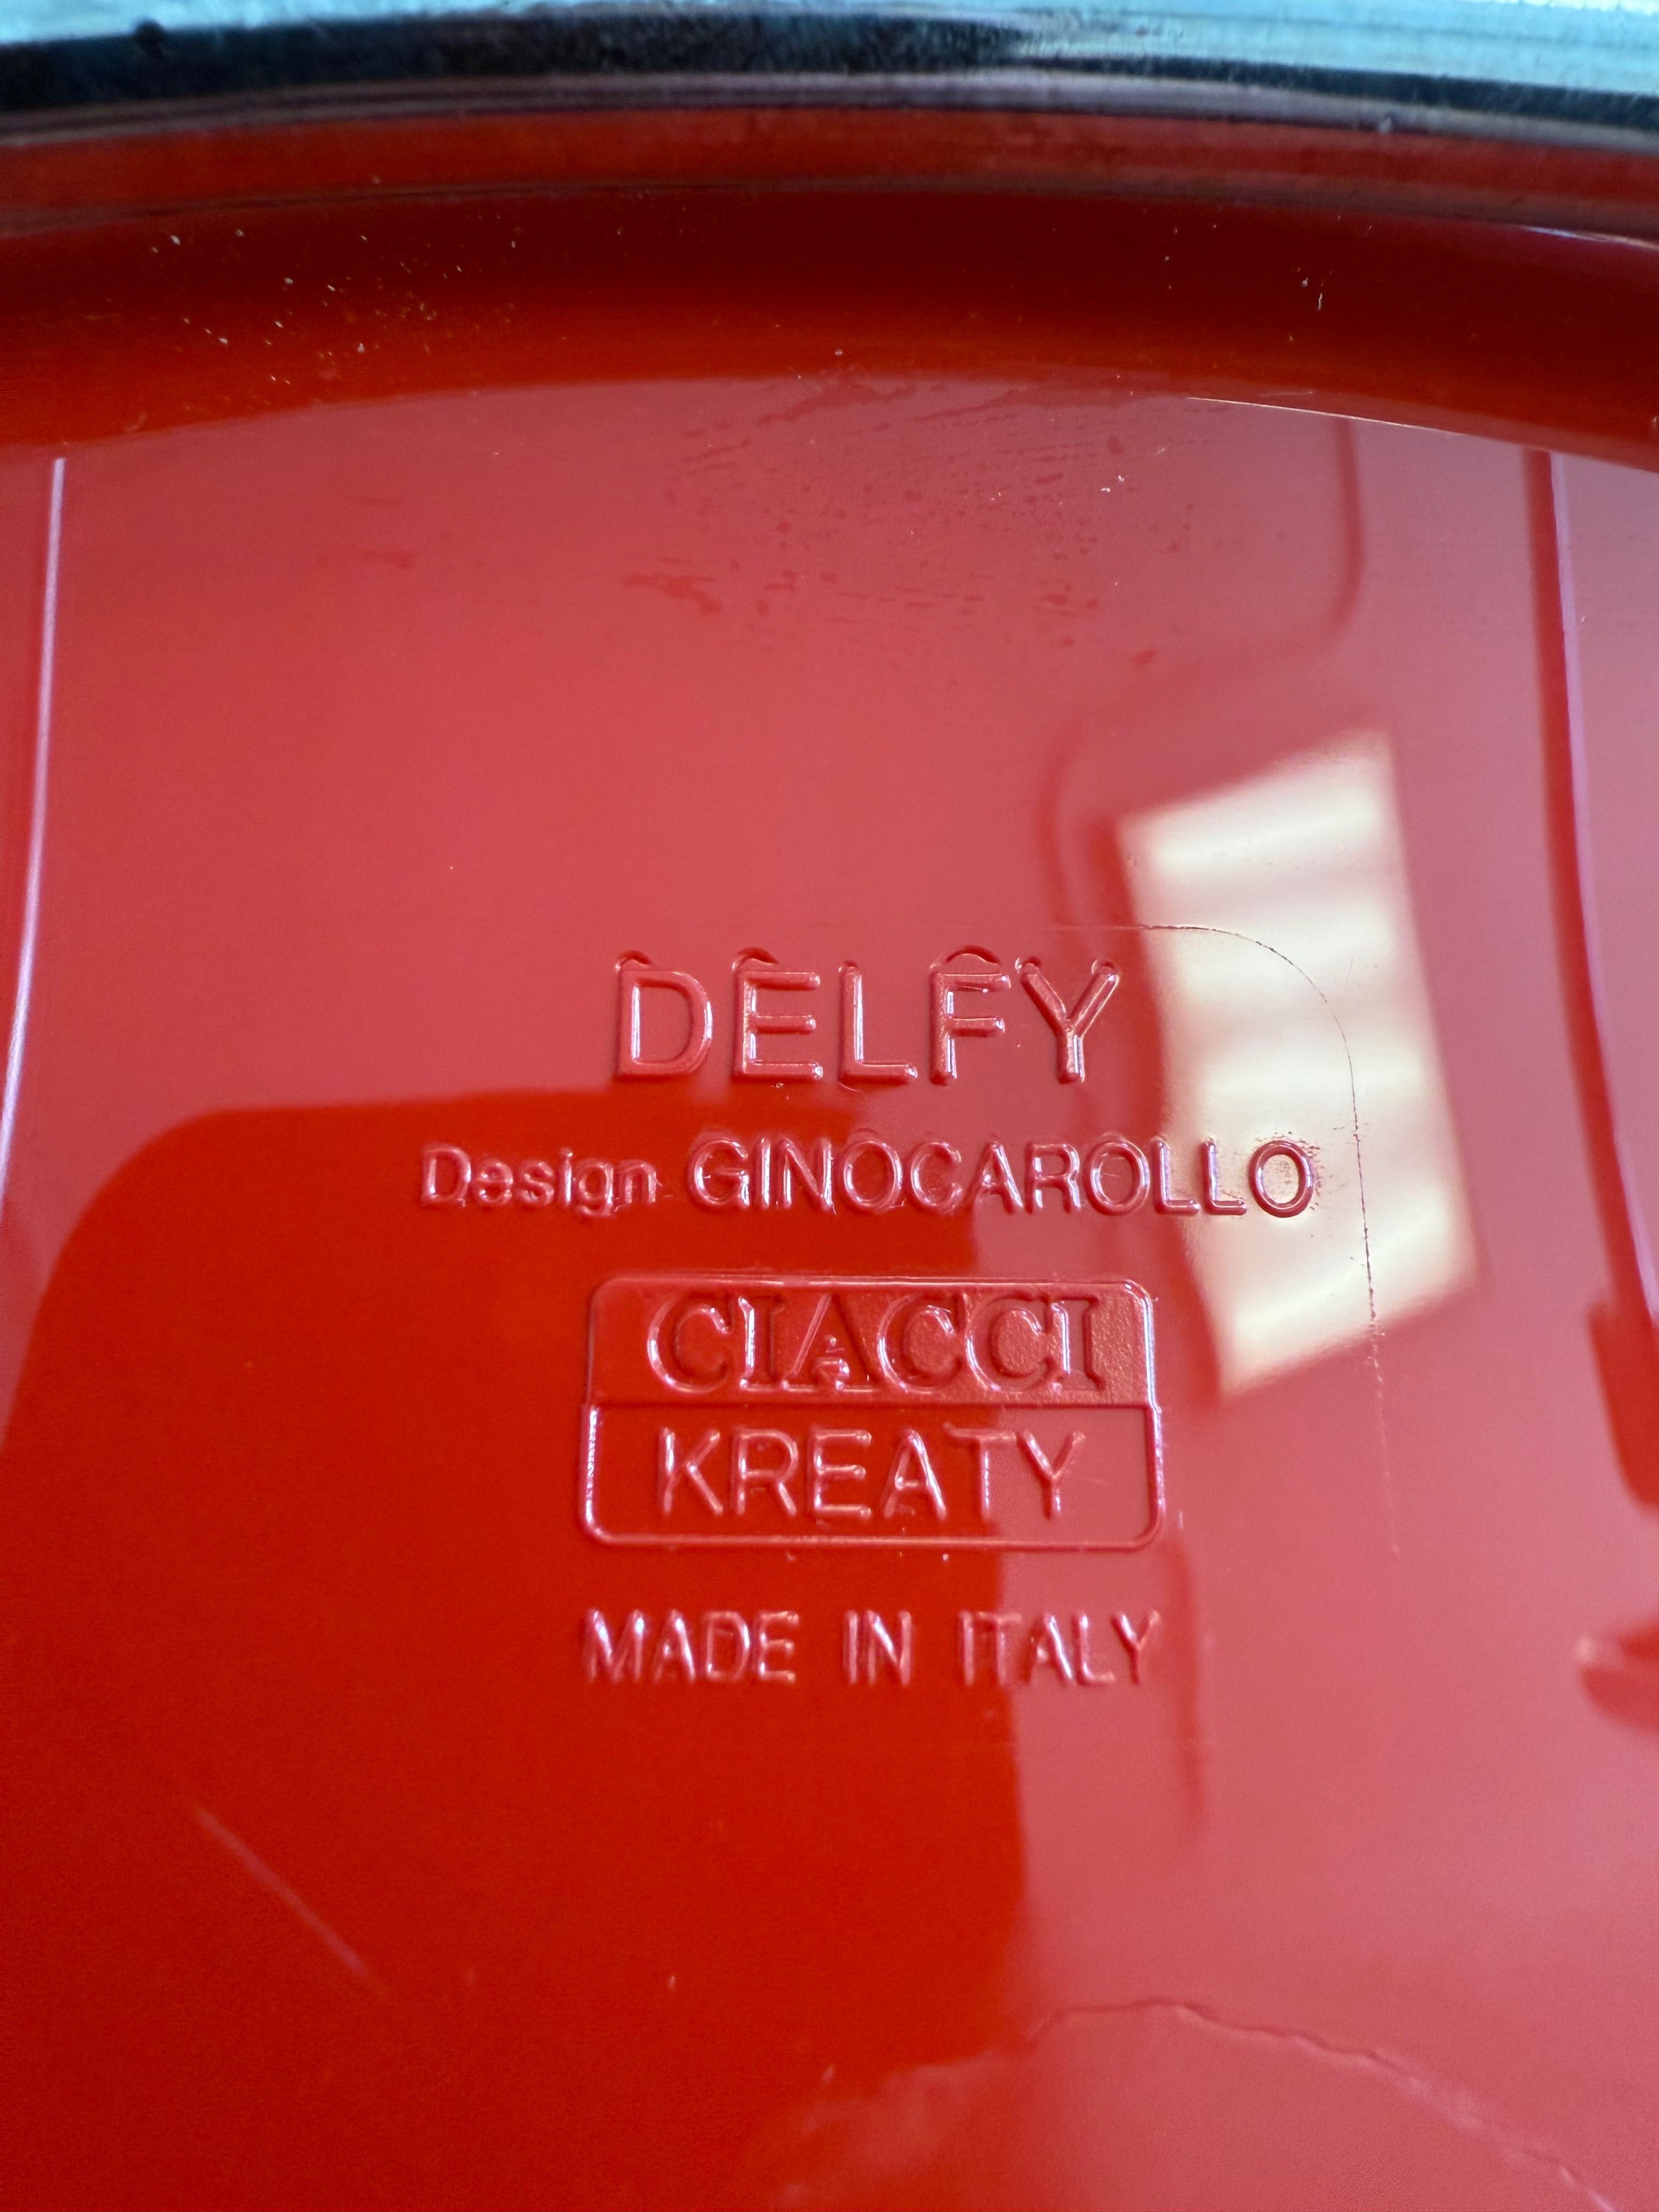 DELFY
Design GINOCAROLLO
CIACCI
KREATY
MADE IN ITALY